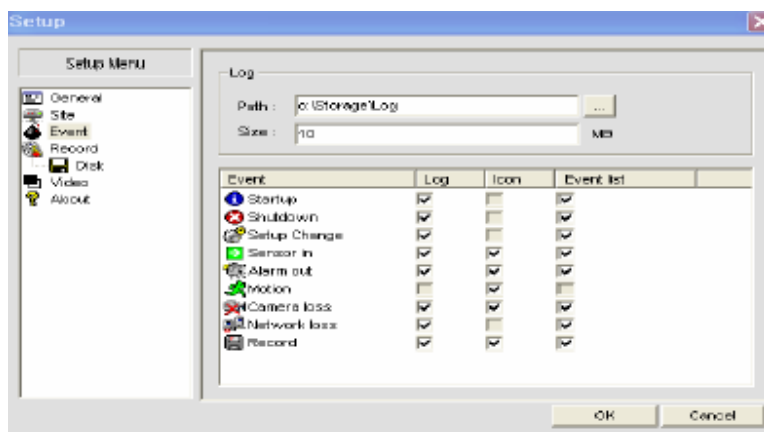 Setup
Setup Menu
General
Site
Event
Record
Disk
Video
About
Log
Path : c:\Storage\Log ...
Size : 10 MB
Event Log Icon Event list
Startup
Shutdown
Setup Change
Sensor in
Alarm out
Motion
Camera loss
Network loss
Record
OK Cancel